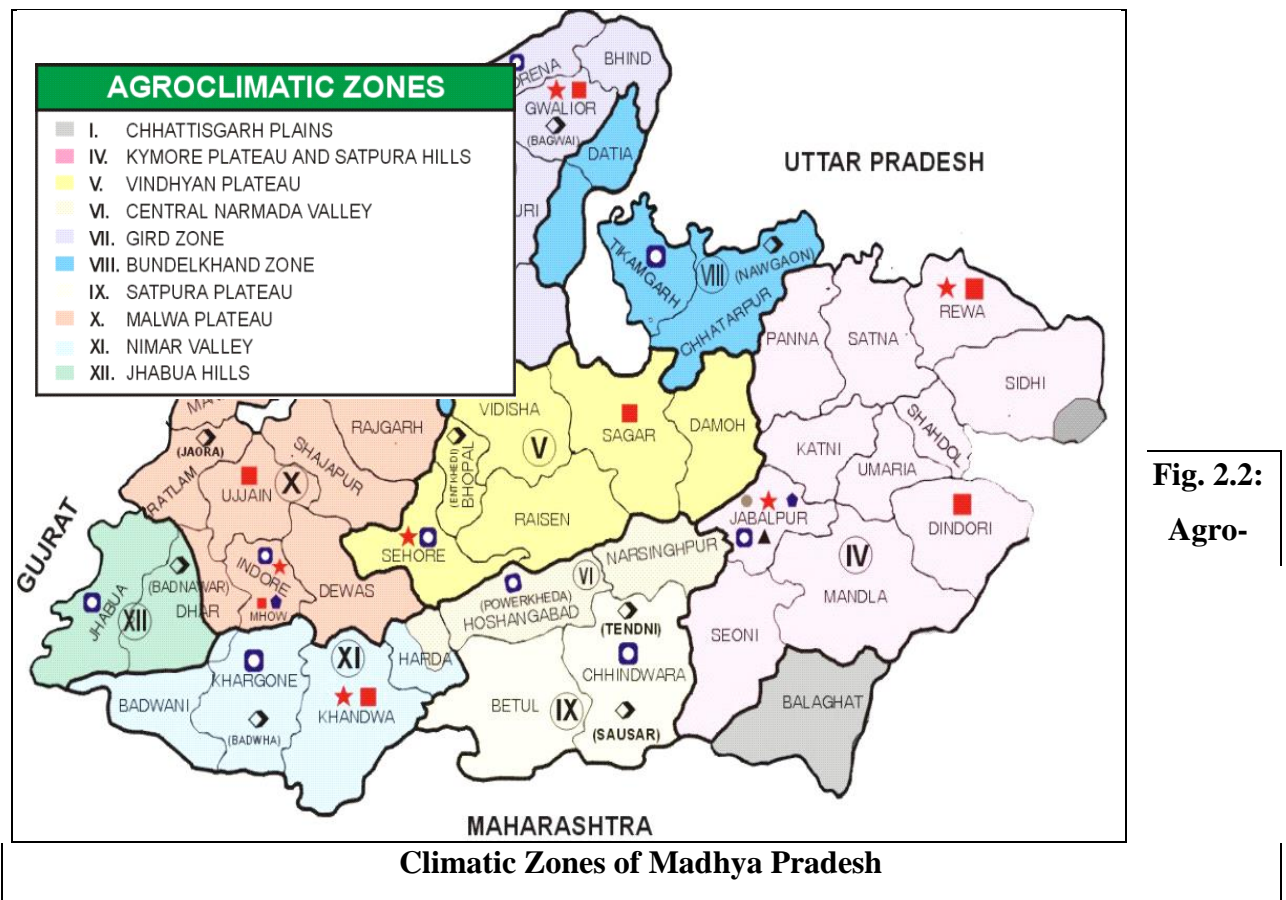 AGROCLIMATIC ZONES
I. CHHATTISGARH PLAINS
IV. KYMORE PLATEAU AND SATPURA HILLS
V. VINDHYAN PLATEAU
VI. CENTRAL NARMADA VALLEY
VII. GIRD ZONE
VIII. BUNDELKHAND ZONE
IX. SATPURA PLATEAU
X. MALWA PLATEAU
XI. NIMAR VALLEY
XII. JHABUA HILLS
BHIND
RENA
GWALIOR
(BAGWAI)
DATIA
URI
UTTAR PRADESH
TIKAMGARH
VIII
(NAWGAON)
CHHATARPUR
PANNA
SATNA
REWA
SIDHI
SHAHDOL
KATNI
UMARIA
DINDORI
JABALPUR
IV
MANDLA
SEONI
BALAGHAT
VIDISHA
SAGAR
DAMOH
V
(ENTKHEDI)
BHOPAL
RAISEN
SEHORE
MAN
RAJGARH
(JAORA)
SHAJAPUR
RATLAM
UJJAIN
X
INDORE
MHOW
DEWAS
GUJRAT
JHABUA
(BADNAWAR)
DHAR
XII
NARSINGHPUR
VI
(POWERKHEDA)
HOSHANGABAD
HARDA
(TENDNI)
CHHINDWARA
BETUL
IX
(SAUSAR)
XI
KHARGONE
BADWANI
(BADWHA)
KHANDWA
MAHARASHTRA
Fig. 2.2:
Agro-
Climatic Zones of Madhya Pradesh